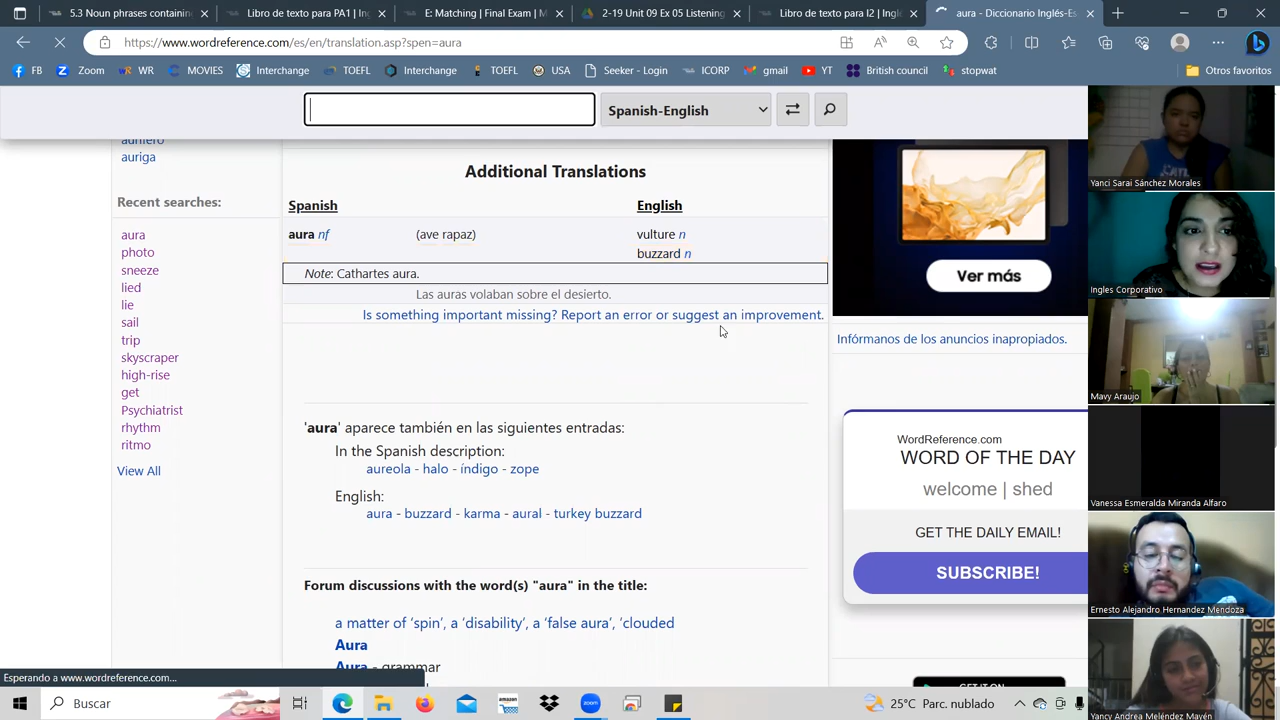 5.3 Noun phrases containin
Libro de texto para PA1 | Ing
E: Matching | Final Exam | M
2-19 Unit 09 Ex 05 Listening
Libro de texto para I2 | Inglé
aura - Diccionario Inglés-Es
https://www.wordreference.com/es/en/translation.asp?spen=aura
FB
Zoom
WR
MOVIES
Interchange
TOEFL
Interchange
TOEFL
USA
Seeker - Login
ICORP
gmail
YT
British council
stopwat
Otros favoritos
Spanish-English
aurífero
auriga
Recent searches:
aura
photo
sneeze
lied
lie
sail
trip
skyscraper
high-rise
get
Psychiatrist
rhythm
ritmo
View All
Additional Translations
Spanish English
aura nf (ave rapaz) vulture n
buzzard n
Note: Cathartes aura.
Las auras volaban sobre el desierto.
Is something important missing? Report an error or suggest an improvement.
'aura' aparece también en las siguientes entradas:
In the Spanish description:
aureola - halo - índigo - zope
English:
aura - buzzard - karma - aural - turkey buzzard
Forum discussions with the word(s) "aura" in the title:
a matter of 'spin', a 'disability', a 'false aura', 'clouded
Aura
Aura - grammar
Ver más
Infórmanos de los anuncios inapropiados.
WordReference.com
WORD OF THE DAY
welcome | shed
GET THE DAILY EMAIL!
SUBSCRIBE!
GET IT ON
Yanci Sarai Sánchez Morales
Ingles Corporativo
Mavy Araujo
Vanessa Esmeralda Miranda Alfaro
Ernesto Alejandro Hernandez Mendoza
Yancy Andrea Meléndez Mayén
Esperando a www.wordreference.com...
Buscar
25°C Parc. nublado